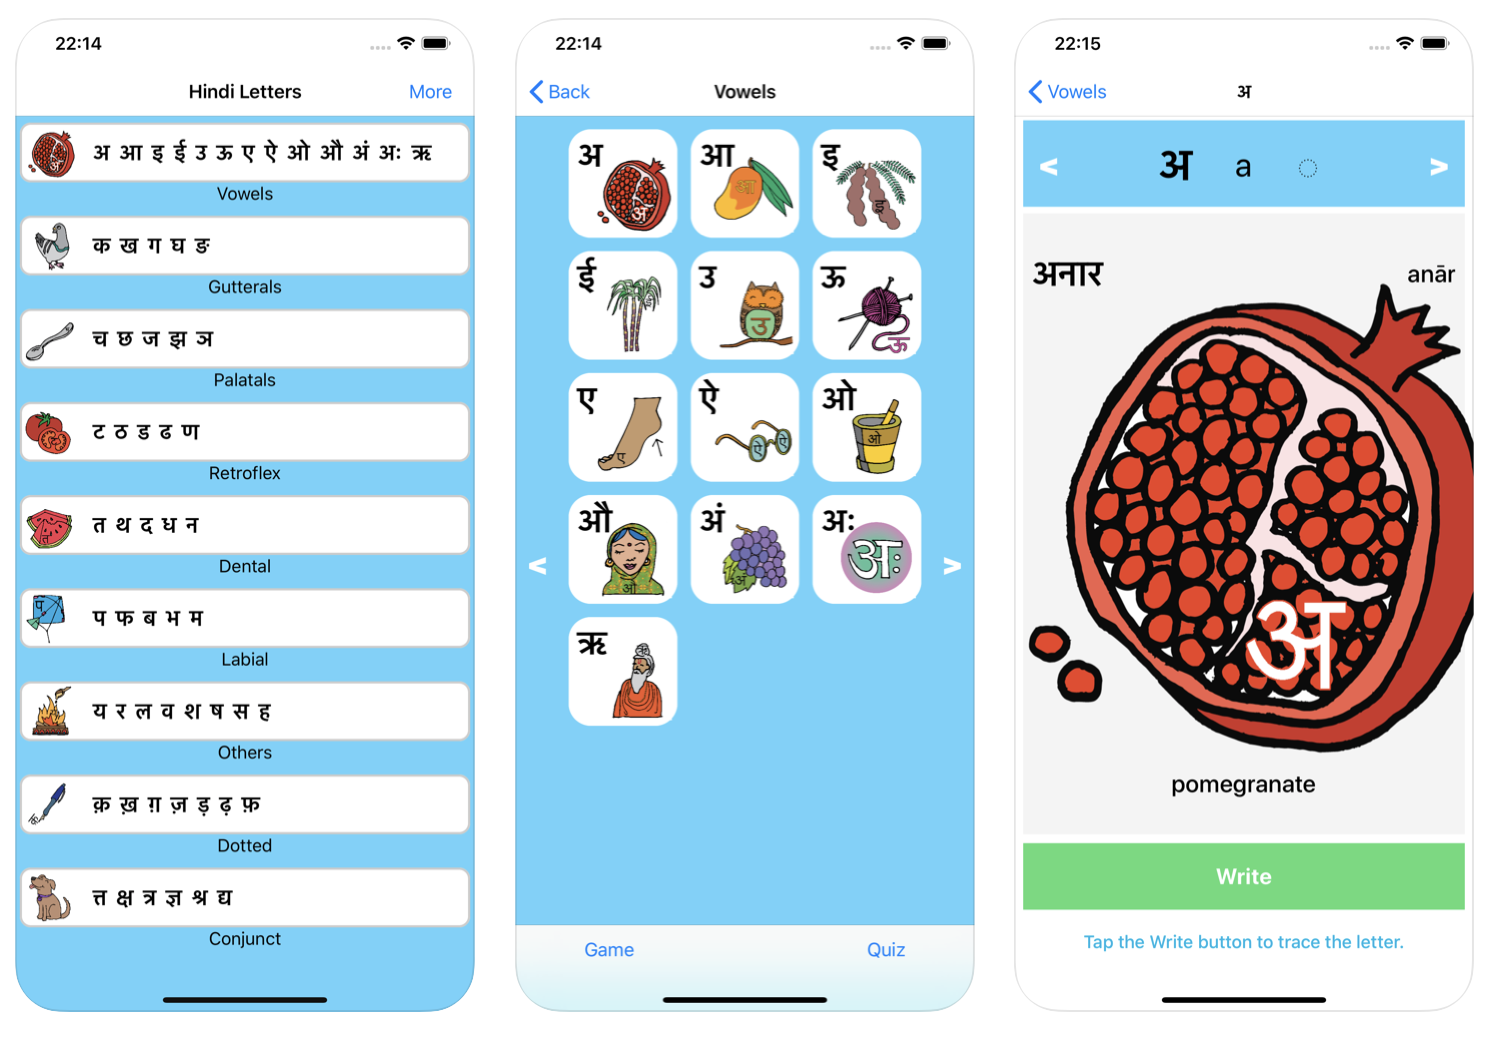 22:14
Hindi Letters
More
अ आ इ ई उ ऊ ए ऐ ओ औ अं अः ऋ
Vowels
क ख ग घ ङ
Gutterals
च छ ज झ ञ
Palatals
ट ठ ड ढ ण
Retroflex
त
त थ द ध न
Dental
प
प फ ब भ म
Labial
य र ल व श ष स ह
Others
क़ ख़ ग़ ज़ ड़ ढ़ फ़
Dotted
त्त क्ष त्र ज्ञ श्र द्य
Conjunct
22:14
< Back
Vowels
अ
अ
आ
आ
इ
इ
ई
उ
उ
ऊ
ऊ
ए
ए
ऐ
ऐ ऐ
ओ
ओ
औ
औ
अं
अं
अः
अः
ऋ
< >
Game
Quiz
22:15
< Vowels
अ
< अ a ◌ >
अनार
anār
अ
pomegranate
Write
Tap the Write button to trace the letter.